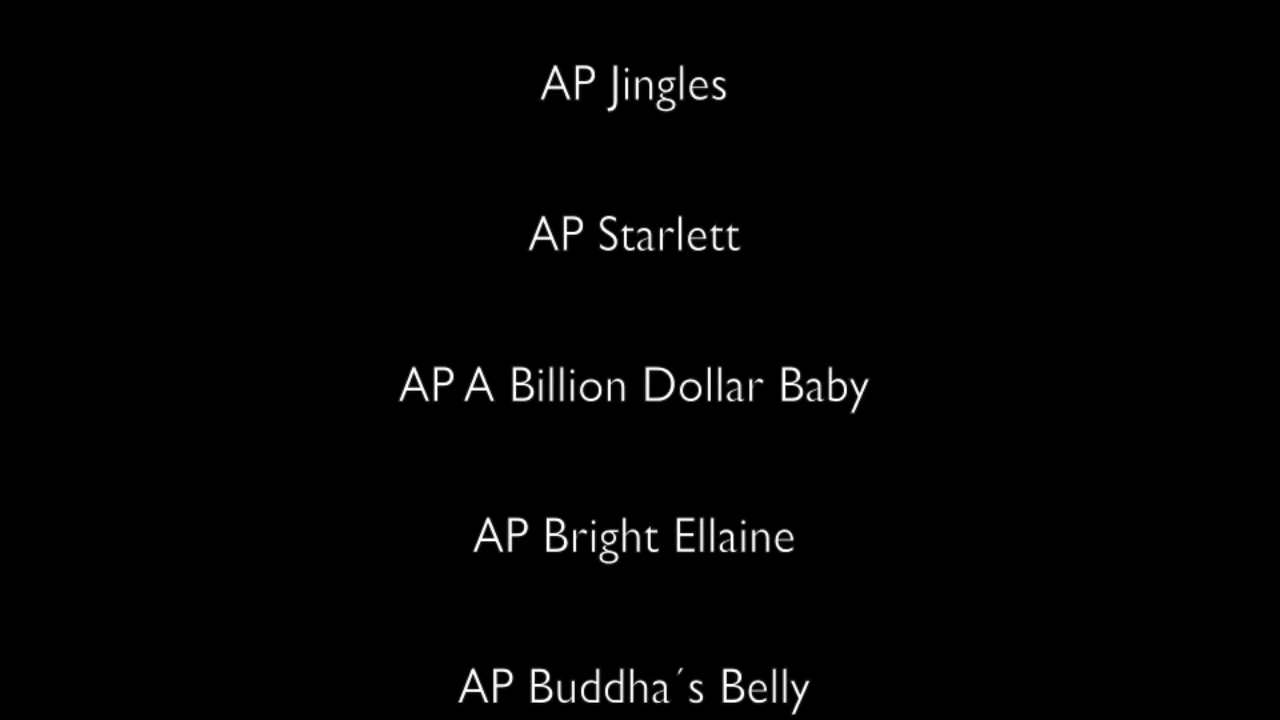 AP Jingles
AP Starlett
AP A Billion Dollar Baby
AP Bright Ellaine
AP Buddha´s Belly